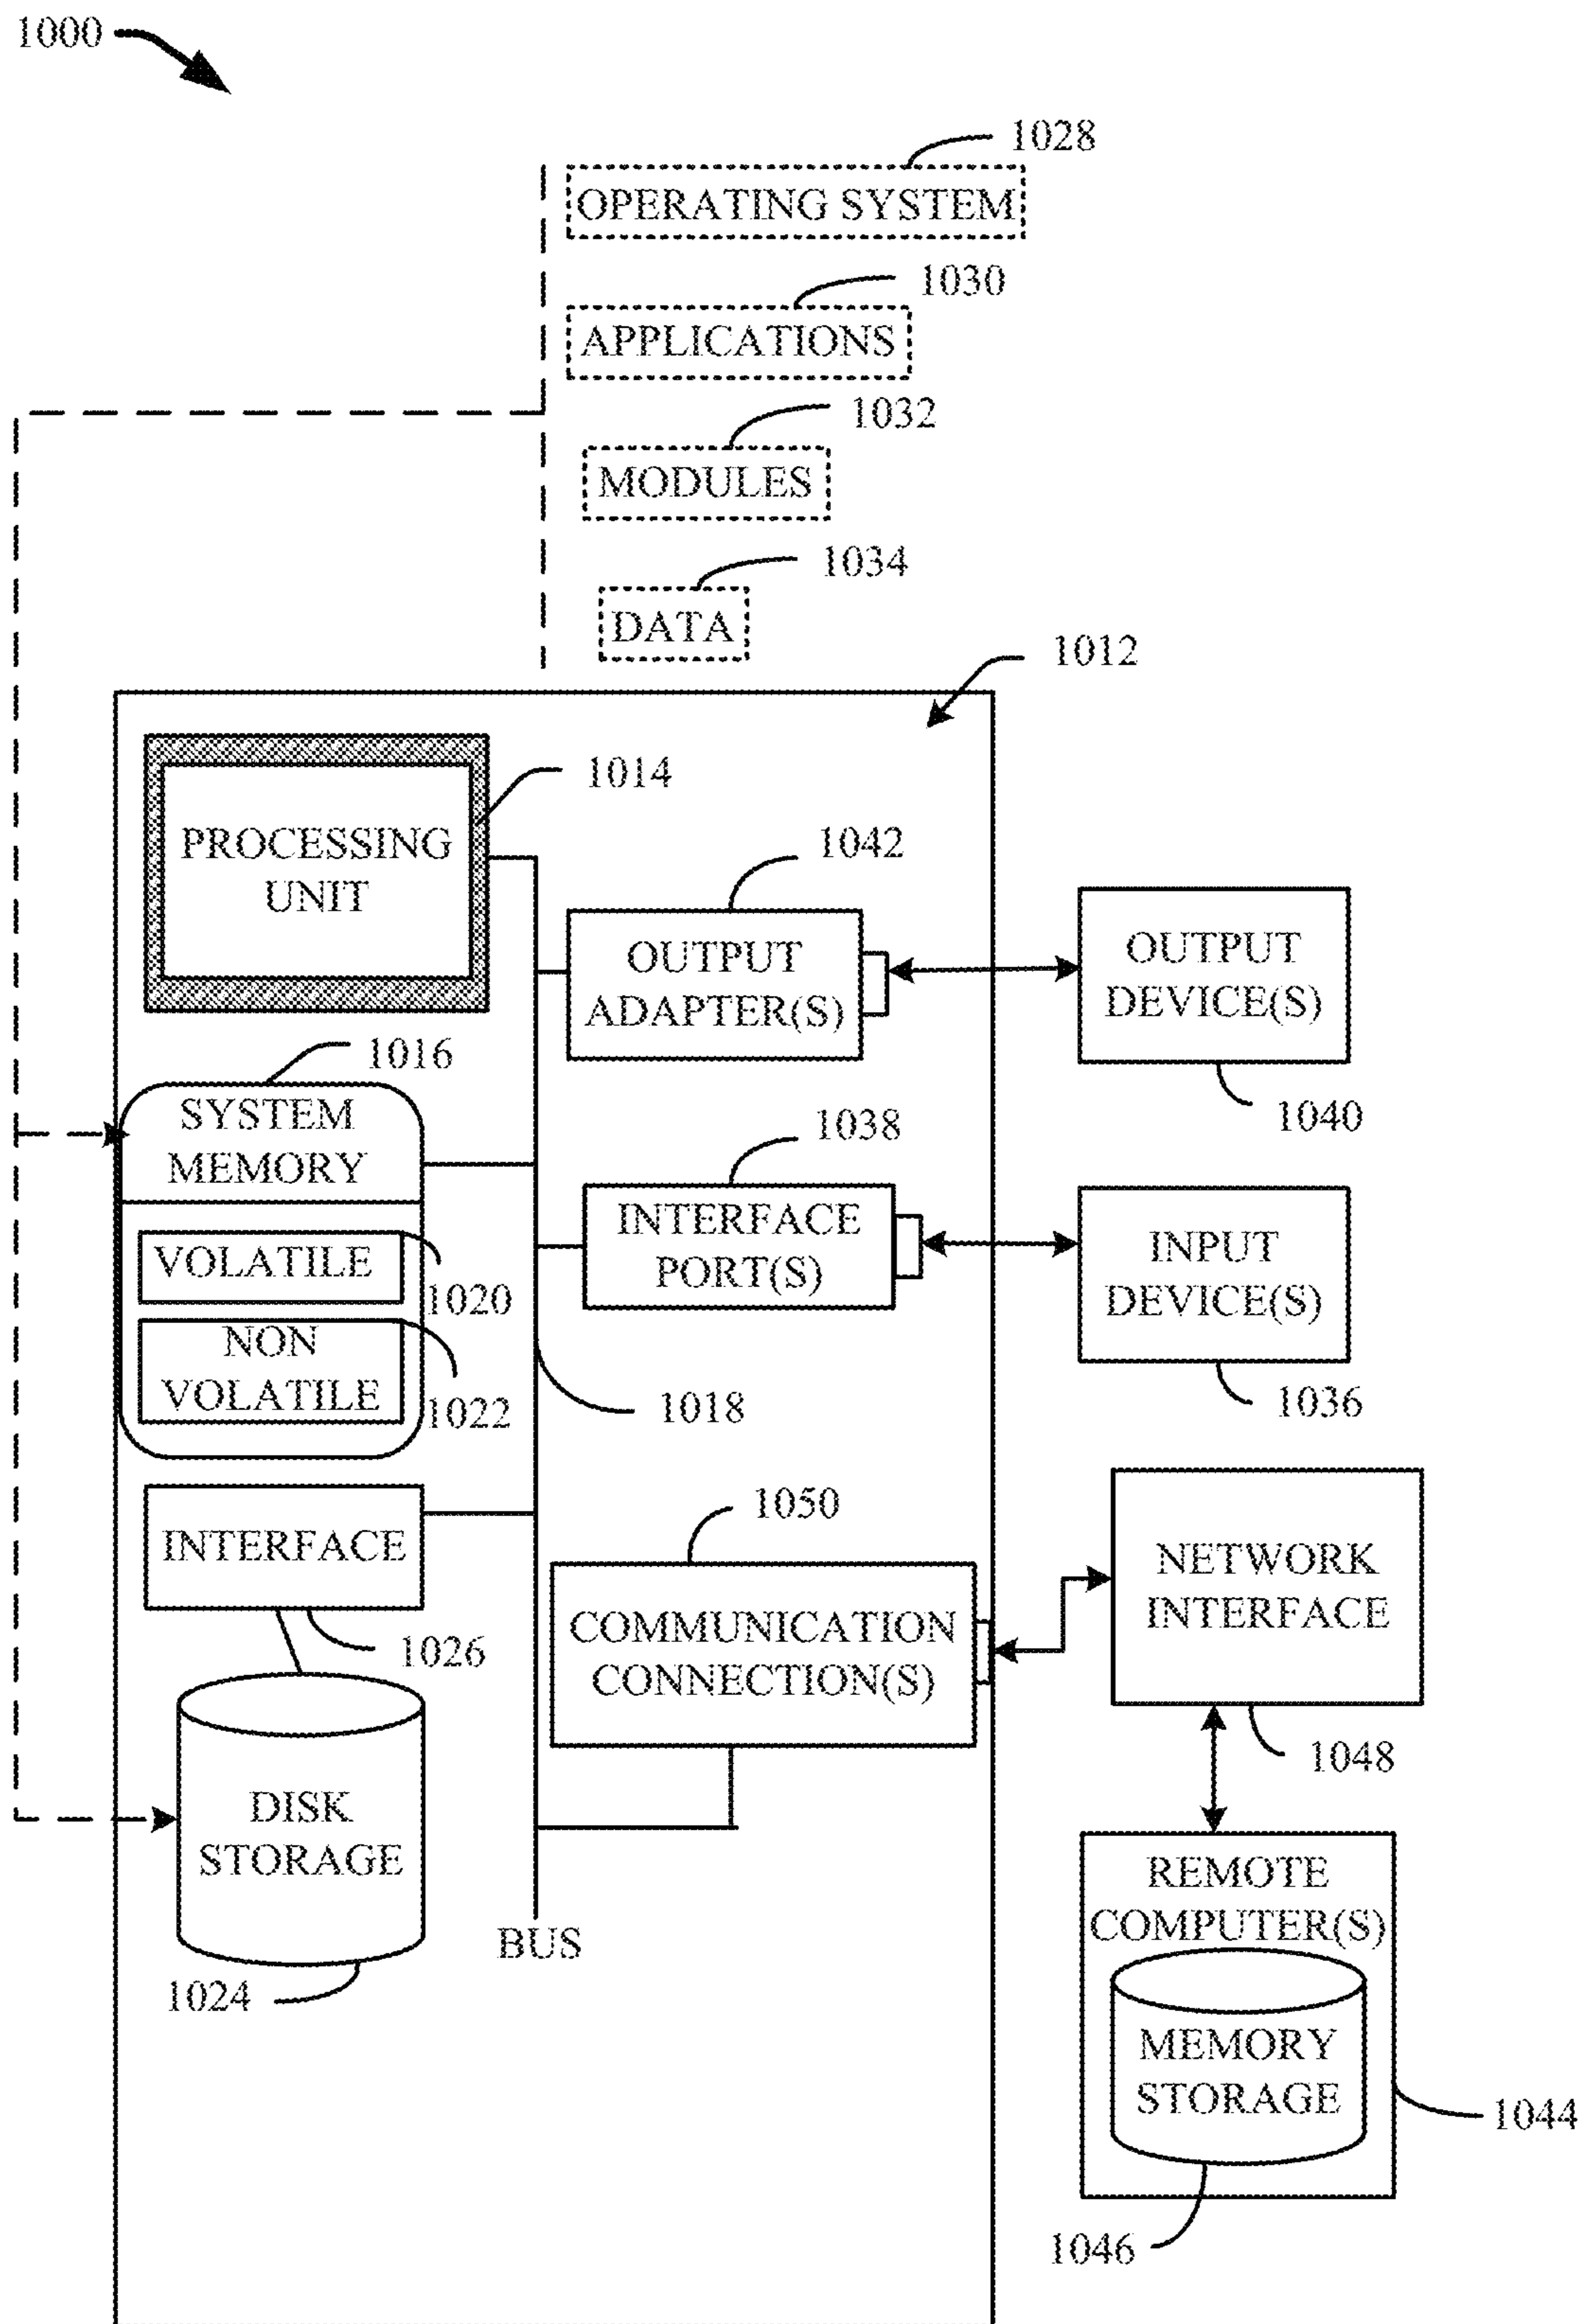 1000
1028
OPERATING SYSTEM
1030
APPLICATIONS
1032
MODULES
1034
DATA
1012
1014
PROCESSING
UNIT
1042
OUTPUT
ADAPTER(S)
OUTPUT
DEVICE(S)
1040
1016
SYSTEM
MEMORY
VOLATILE
1020
NON
VOLATILE
1022
1038
INTERFACE
PORT(S)
INPUT
DEVICE(S)
1036
1018
INTERFACE
1026
1050
COMMUNICATION
CONNECTION(S)
NETWORK
INTERFACE
1048
DISK
STORAGE
1024
BUS
REMOTE
COMPUTER(S)
MEMORY
STORAGE
1044
1046